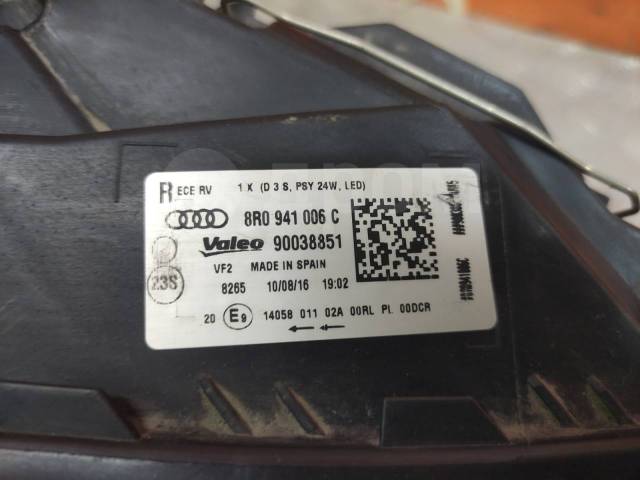 R ECE RV 1 X (D 3 S, PSY 24W, LED)
8R0 941 006 C
Valeo 90038851
VF2 MADE IN SPAIN
23S
8265 10/08/16 19:02
20 E9 14058 011 02A 00RL PL 00DCR